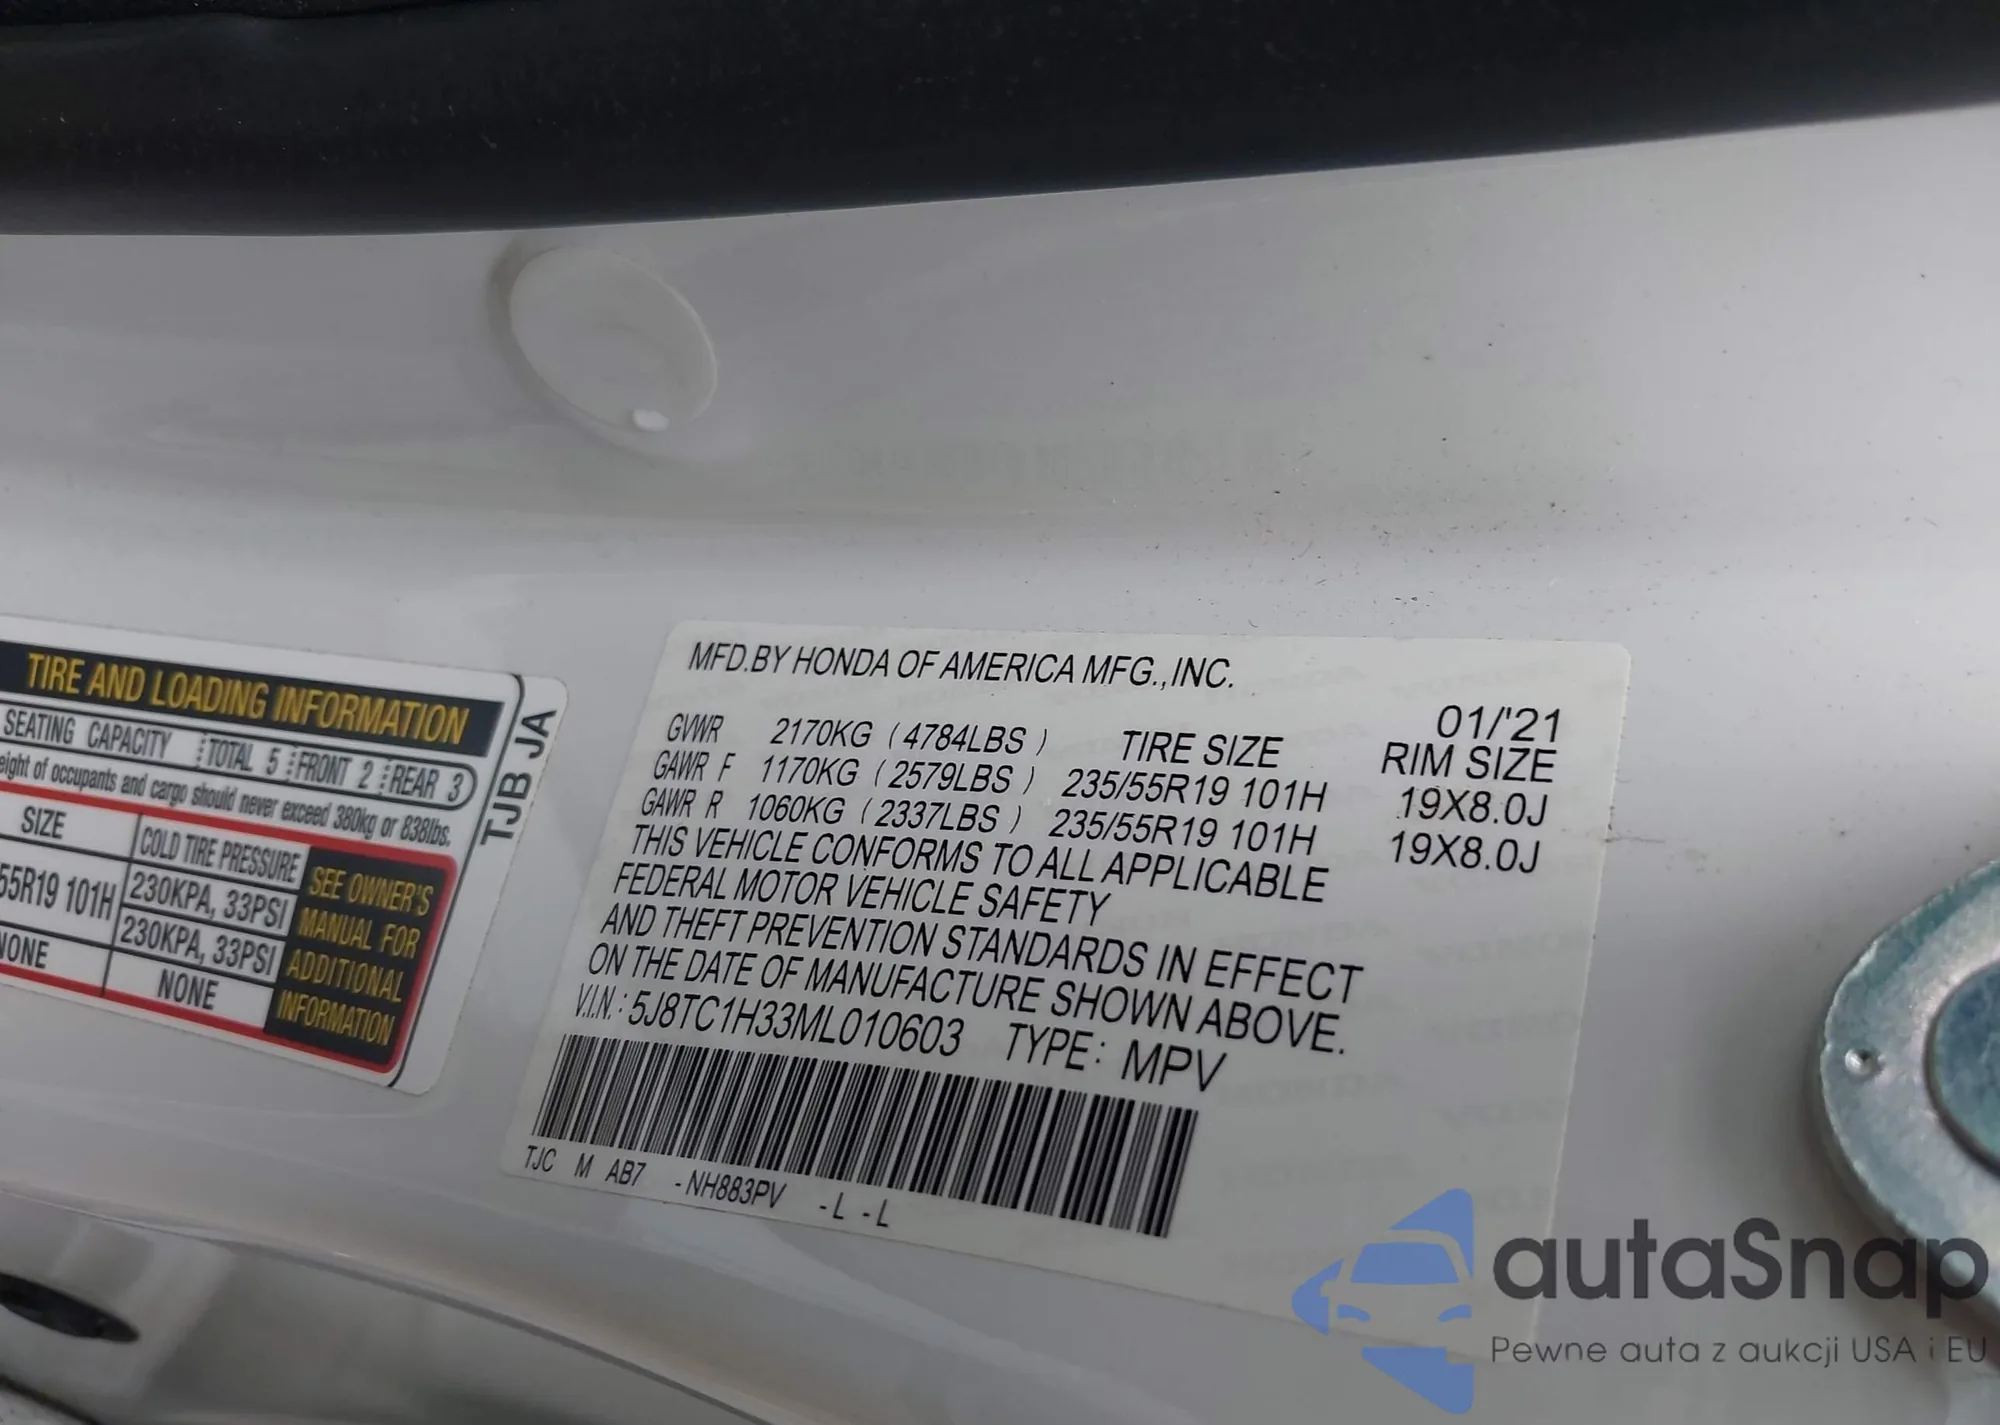 TIRE AND LOADING INFORMATION
SEATING CAPACITY TOTAL 5 FRONT 2 REAR 3
eight of occupants and cargo should never exceed 380kg or 838lbs.
SIZE COLD TIRE PRESSURE
55R19 101H 230KPA, 33PSI
230KPA, 33PSI
NONE NONE
SEE OWNER'S
MANUAL FOR
ADDITIONAL
INFORMATION
TJB JA
MFD.BY HONDA OF AMERICA MFG.,INC.
01/'21
GVWR 2170KG (4784LBS) TIRE SIZE RIM SIZE
GAWR F 1170KG (2579LBS) 235/55R19 101H 19X8.0J
GAWR R 1060KG (2337LBS) 235/55R19 101H 19X8.0J
THIS VEHICLE CONFORMS TO ALL APPLICABLE
FEDERAL MOTOR VEHICLE SAFETY
AND THEFT PREVENTION STANDARDS IN EFFECT
ON THE DATE OF MANUFACTURE SHOWN ABOVE.
V.I.N.: 5J8TC1H33ML010603 TYPE: MPV
TJC M AB7 -NH883PV -L -L
autaSnap
Pewne auta z aukcji USA i EU